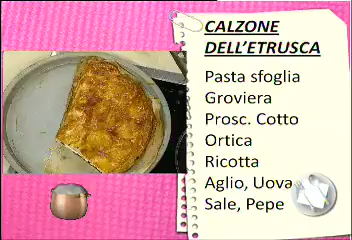 CALZONE
DELL'ETRUSCA
Pasta sfoglia
Groviera
Prosc. Cotto
Ortica
Ricotta
Aglio, Uova
Sale, Pepe